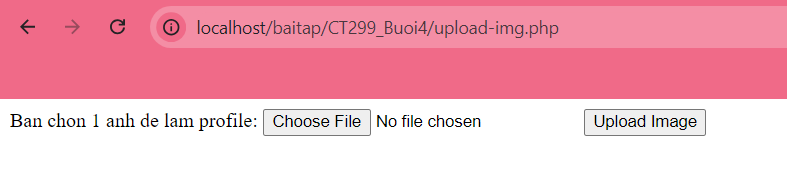 localhost/baitap/CT299_Buoi4/upload-img.php
Ban chon 1 anh de lam profile: Choose File No file chosen Upload Image